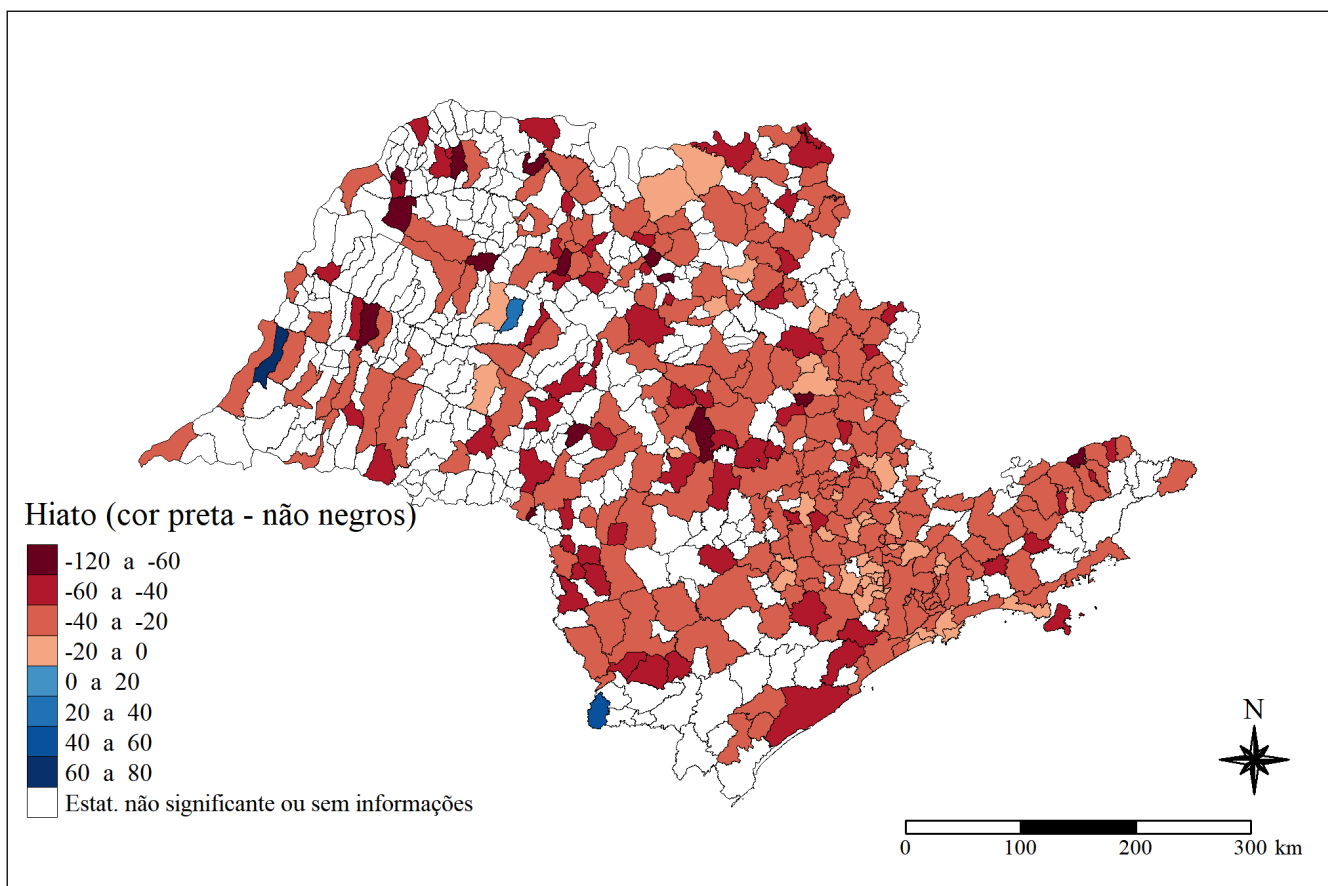 Hiato (cor preta - não negros)
-120 a -60
-60 a -40
-40 a -20
-20 a 0
0 a 20
20 a 40
40 a 60
60 a 80
Estat. não significante ou sem informações
N
0 100 200 300 km